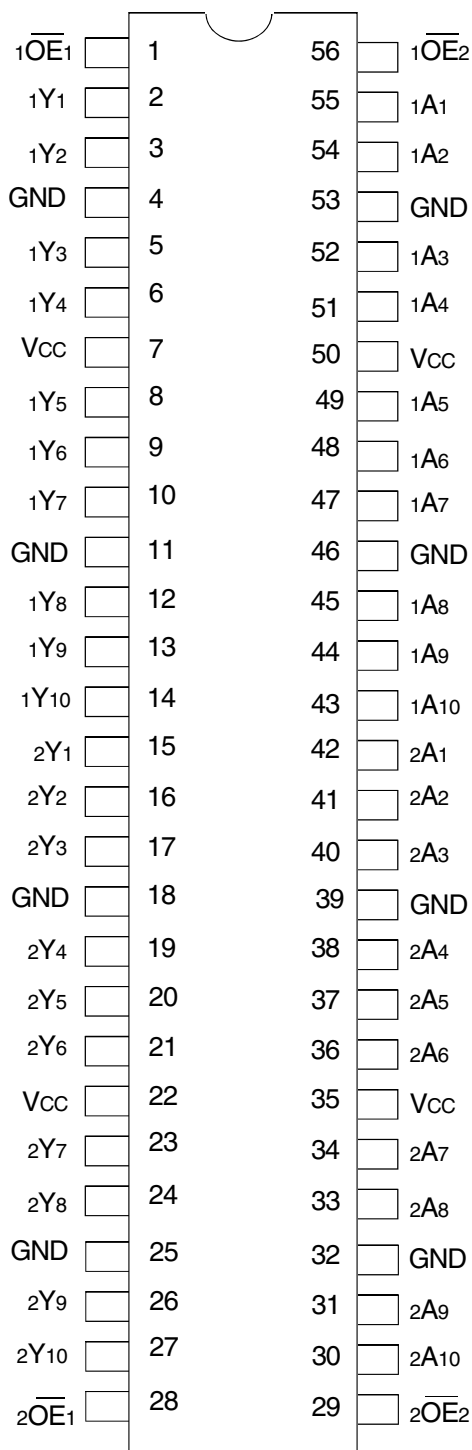 1OE1 1 56 1OE2
1Y1 2 55 1A1
1Y2 3 54 1A2
GND 4 53 GND
1Y3 5 52 1A3
1Y4 6 51 1A4
VCC 7 50 VCC
1Y5 8 49 1A5
1Y6 9 48 1A6
1Y7 10 47 1A7
GND 11 46 GND
1Y8 12 45 1A8
1Y9 13 44 1A9
1Y10 14 43 1A10
2Y1 15 42 2A1
2Y2 16 41 2A2
2Y3 17 40 2A3
GND 18 39 GND
2Y4 19 38 2A4
2Y5 20 37 2A5
2Y6 21 36 2A6
VCC 22 35 VCC
2Y7 23 34 2A7
2Y8 24 33 2A8
GND 25 32 GND
2Y9 26 31 2A9
2Y10 27 30 2A10
2OE1 28 29 2OE2